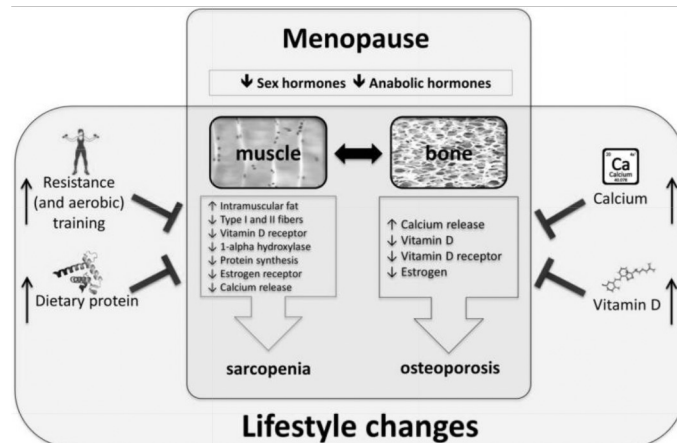 Menopause
↓ Sex hormones ↓ Anabolic hormones
muscle
bone
Resistance
(and aerobic)
training
Dietary protein
↑ Intramuscular fat
↓ Type I and II fibers
↓ Vitamin D receptor
↓ 1-alpha hydroxylase
↓ Protein synthesis
↓ Estrogen receptor
↓ Calcium release
↑ Calcium release
↓ Vitamin D
↓ Vitamin D receptor
↓ Estrogen
Ca
Calcium
Calcium
Vitamin D
sarcopenia
osteoporosis
Lifestyle changes